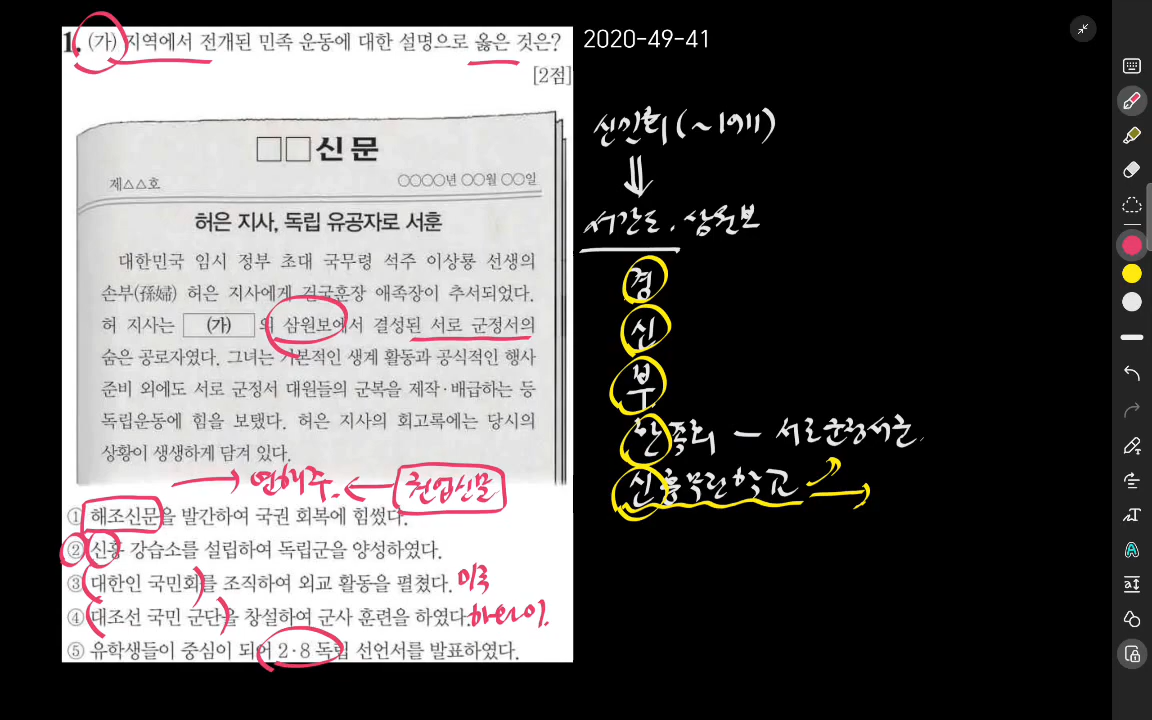 1. (가) 지역에서 전개된 민족 운동에 대한 설명으로 옳은 것은?
[2점]
2020-49-41
□□신문
제△△호
○○○○년 ○○월 ○○일
허은 지사, 독립 유공자로 서훈
대한민국 임시 정부 초대 국무령 석주 이상룡 선생의
손부(孫婦) 허은 지사에게 건국훈장 애족장이 추서되었다.
허 지사는 (가) 의 삼원보에서 결성된 서로 군정서의
숨은 공로자였다. 그녀는 기본적인 생계 활동과 공식적인 행사
준비 외에도 서로 군정서 대원들의 군복을 제작·배급하는 등
독립운동에 힘을 보탰다. 허은 지사의 회고록에는 당시의
상황이 생생하게 담겨 있다.
연해주. 권업신문
① 해조신문을 발간하여 국권 회복에 힘썼다.
② 신흥 강습소를 설립하여 독립군을 양성하였다.
③ 대한인 국민회를 조직하여 외교 활동을 펼쳤다. 미국
④ 대조선 국민 군단을 창설하여 군사 훈련을 하였다. 하와이.
⑤ 유학생들이 중심이 되어 2·8 독립 선언서를 발표하였다.
신민회 (~1911)
서간도. 삼원보
경
신
부
한족회 — 서로군정서군
신흥무관학교